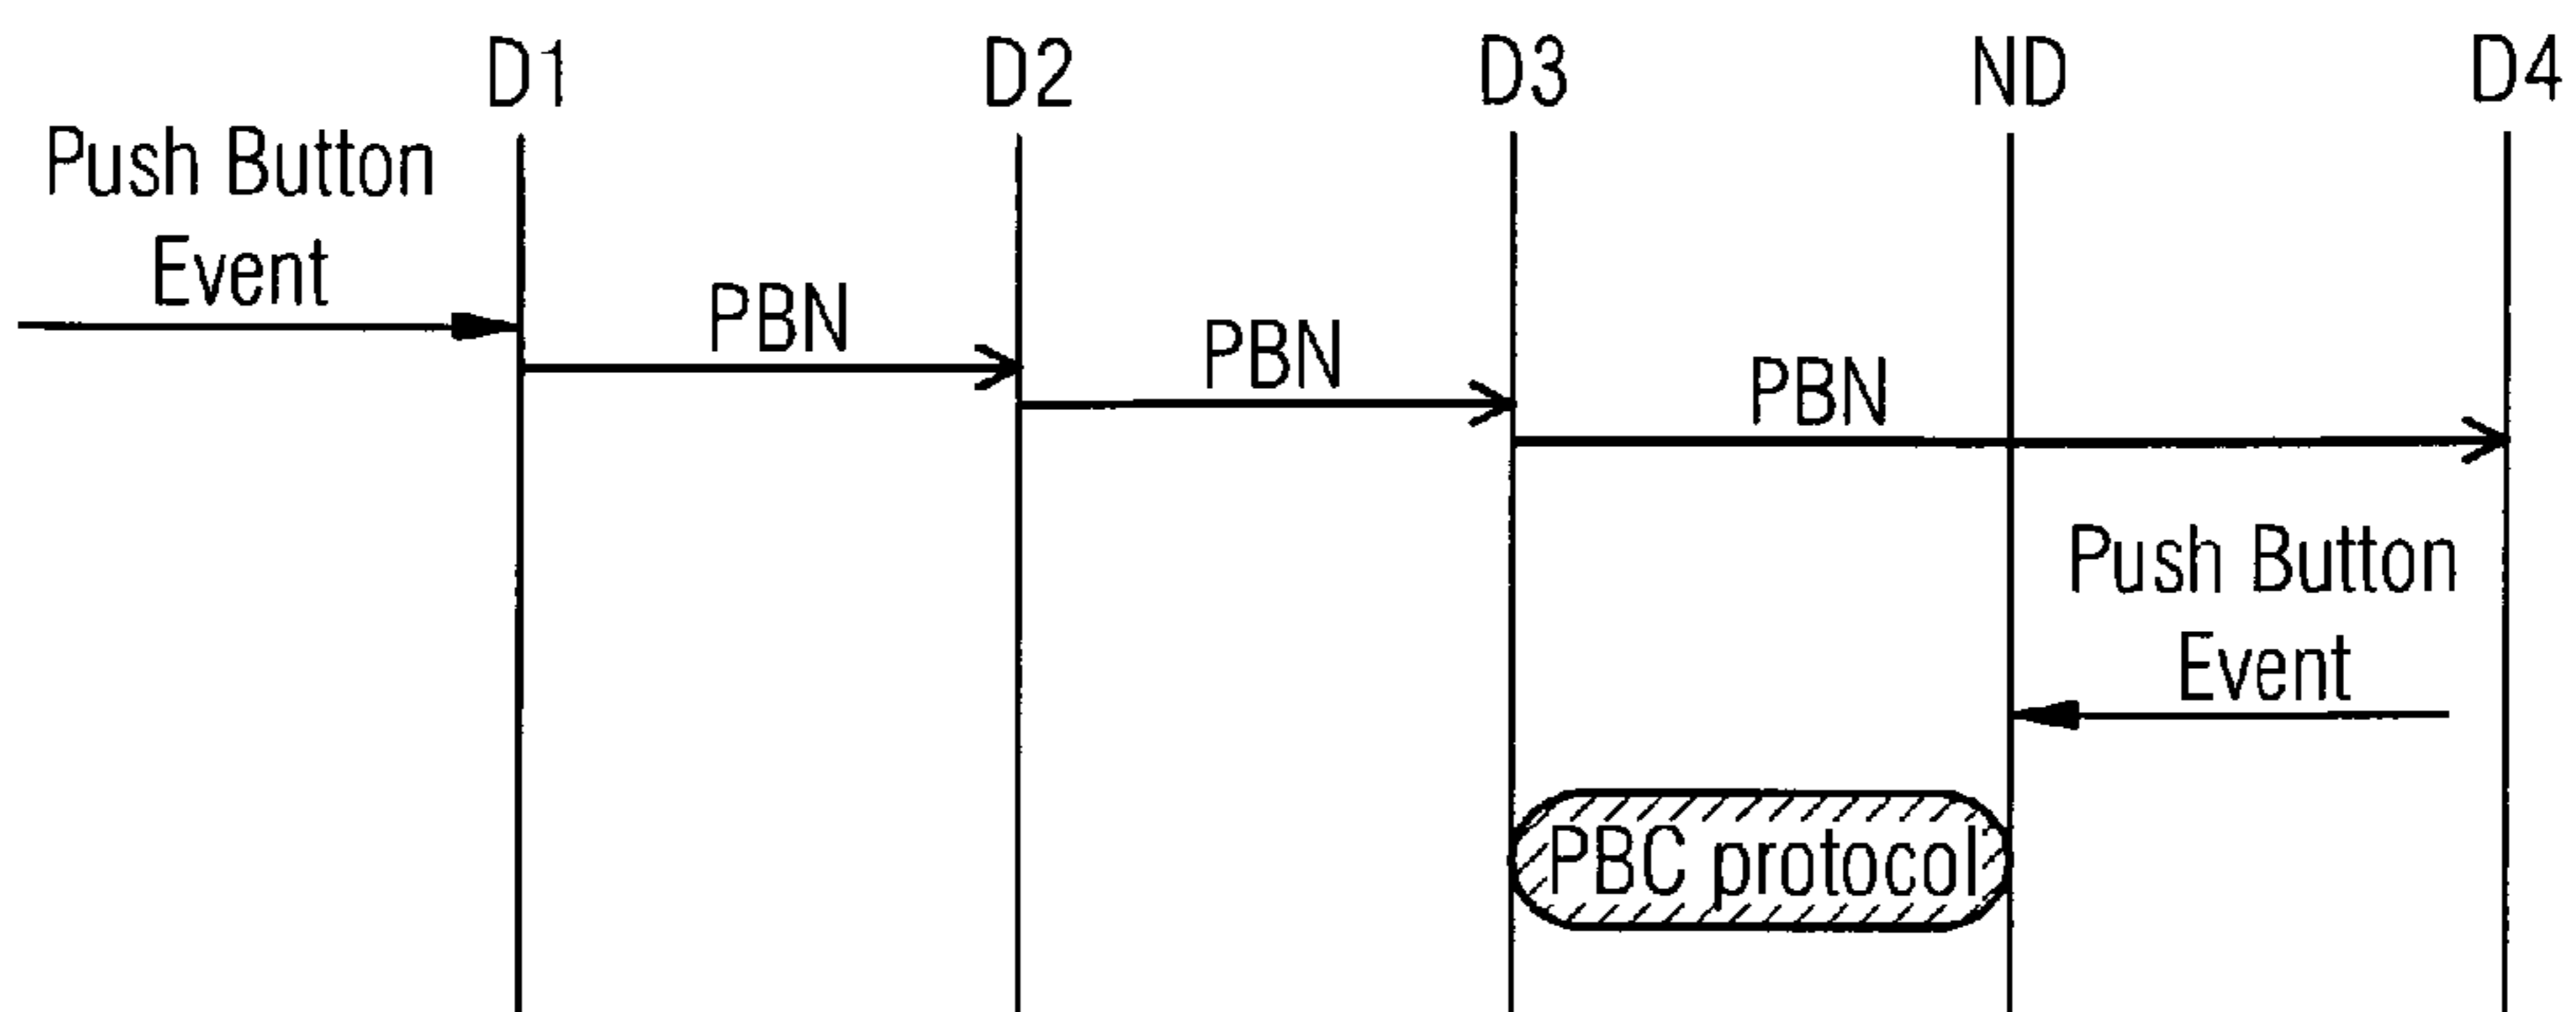 D1
D2
D3
ND
D4
Push Button
Event
PBN
PBN
PBN
Push Button
Event
PBC protocol